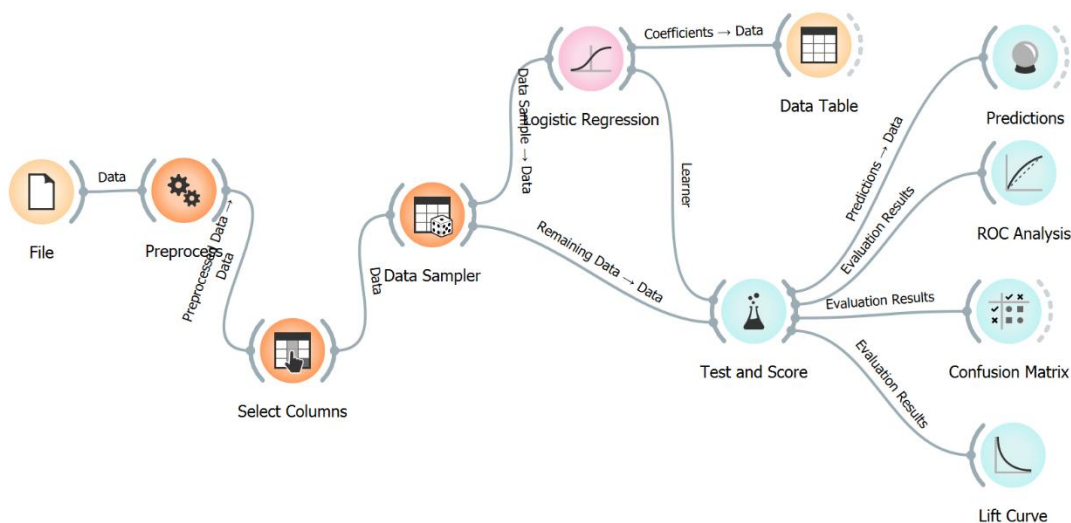 Coefficients → Data
Data Table
Logistic Regression
Predictions
Data Sample → Data
Learner
Predictions → Data
Data
File
Preprocess
Preprocessed Data →
Data
Data Sampler
Data
Remaining Data → Data
Evaluation Results
ROC Analysis
Select Columns
Test and Score
Evaluation Results
Confusion Matrix
Evaluation Results
Lift Curve